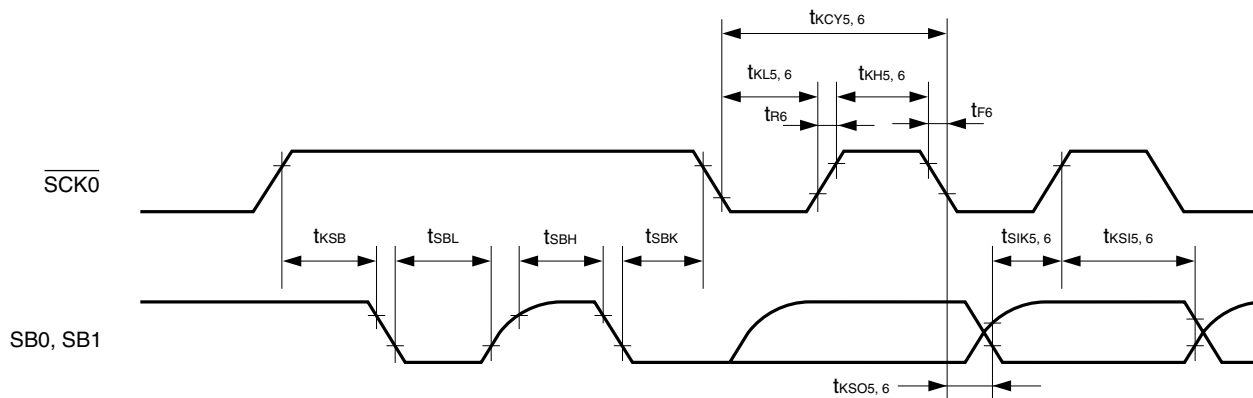 tKCY5, 6
tKL5, 6
tKH5, 6
tR6
tF6
SCK0
tKSB
tSBL
tSBH
tSBK
tSIK5, 6
tKSI5, 6
SB0, SB1
tKSO5, 6